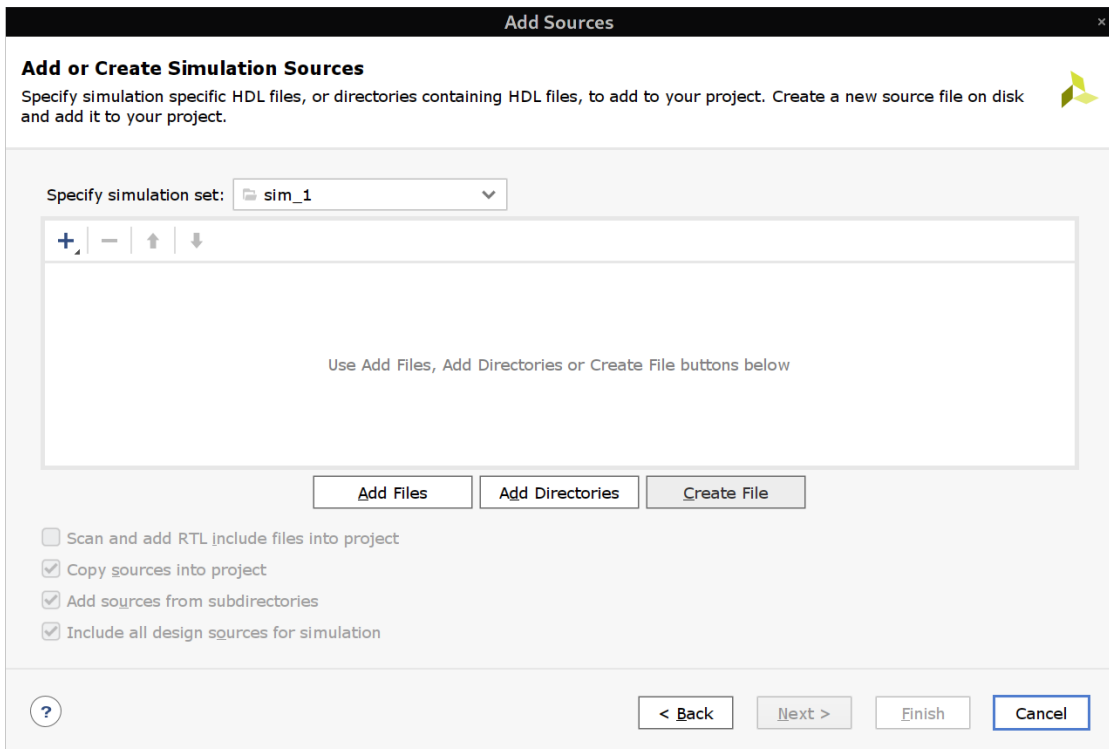 Add Sources
×
Add or Create Simulation Sources
Specify simulation specific HDL files, or directories containing HDL files, to add to your project. Create a new source file on disk
and add it to your project.
Specify simulation set: sim_1
Use Add Files, Add Directories or Create File buttons below
Add Files Add Directories Create File
Scan and add RTL include files into project
Copy sources into project
Add sources from subdirectories
Include all design sources for simulation
? < Back Next > Finish Cancel